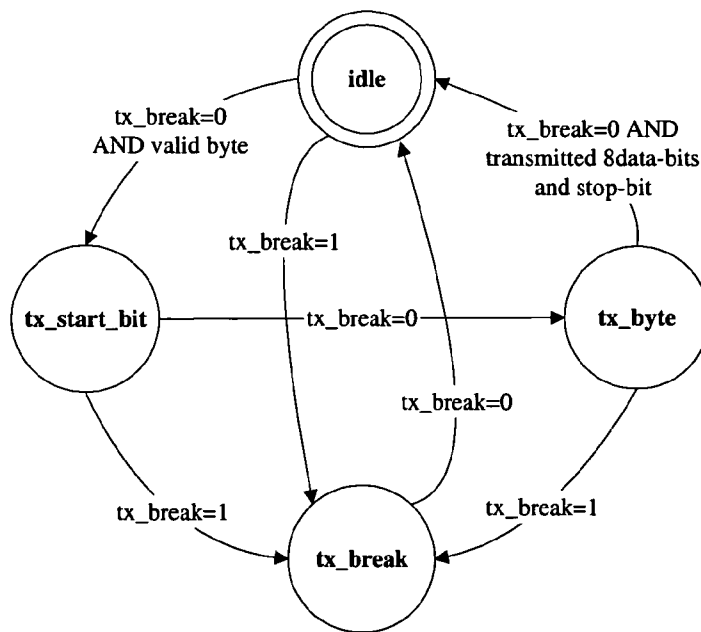 idle
tx_break=0
AND valid byte
tx_break=0 AND
transmitted 8data-bits
and stop-bit
tx_break=1
tx_start_bit
tx_break=0
tx_byte
tx_break=0
tx_break=1
tx_break=1
tx_break